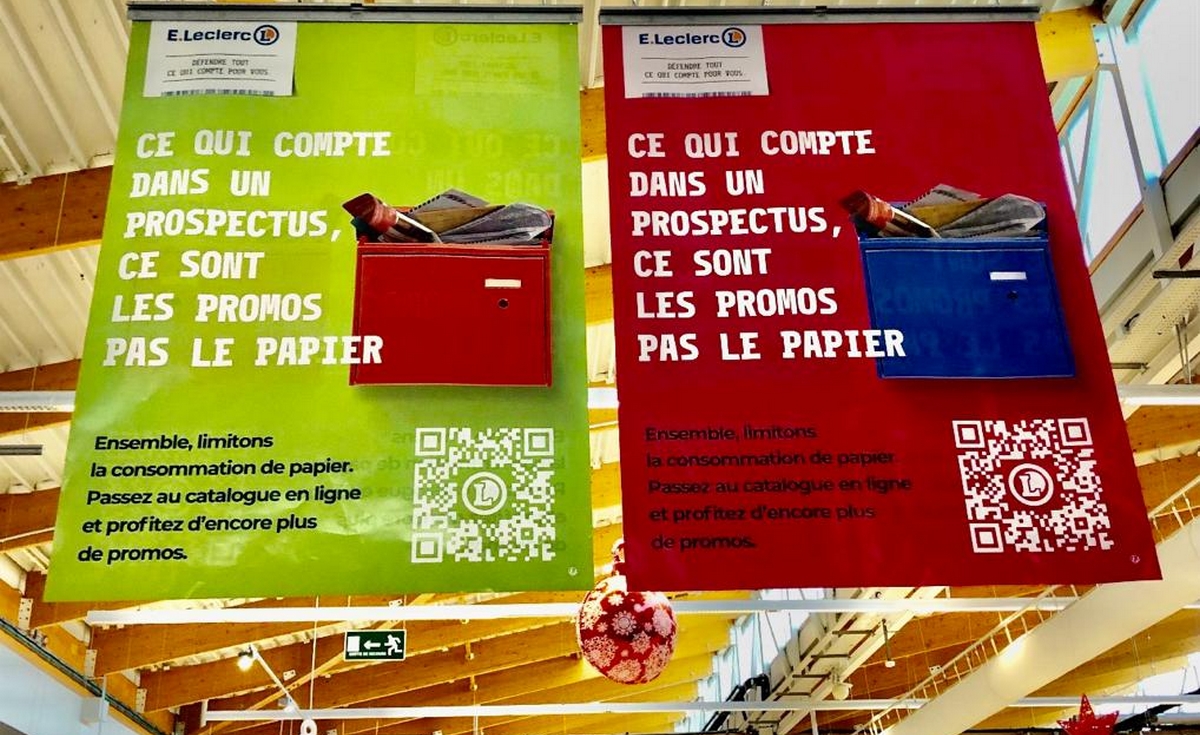 E.Leclerc L
DÉFENDRE TOUT
CE QUI COMPTE POUR VOUS.
CE QUI COMPTE
DANS UN
PROSPECTUS,
CE SONT
LES PROMOS
PAS LE PAPIER
Ensemble, limitons
la consommation de papier.
Passez au catalogue en ligne
et profitez d'encore plus
de promos.
L
E.Leclerc L
DÉFENDRE TOUT
CE QUI COMPTE POUR VOUS.
CE QUI COMPTE
DANS UN
PROSPECTUS,
CE SONT
LES PROMOS
PAS LE PAPIER
Ensemble, limitons
la consommation de papier.
Passez au catalogue en ligne
et profitez d'encore plus
de promos.
L